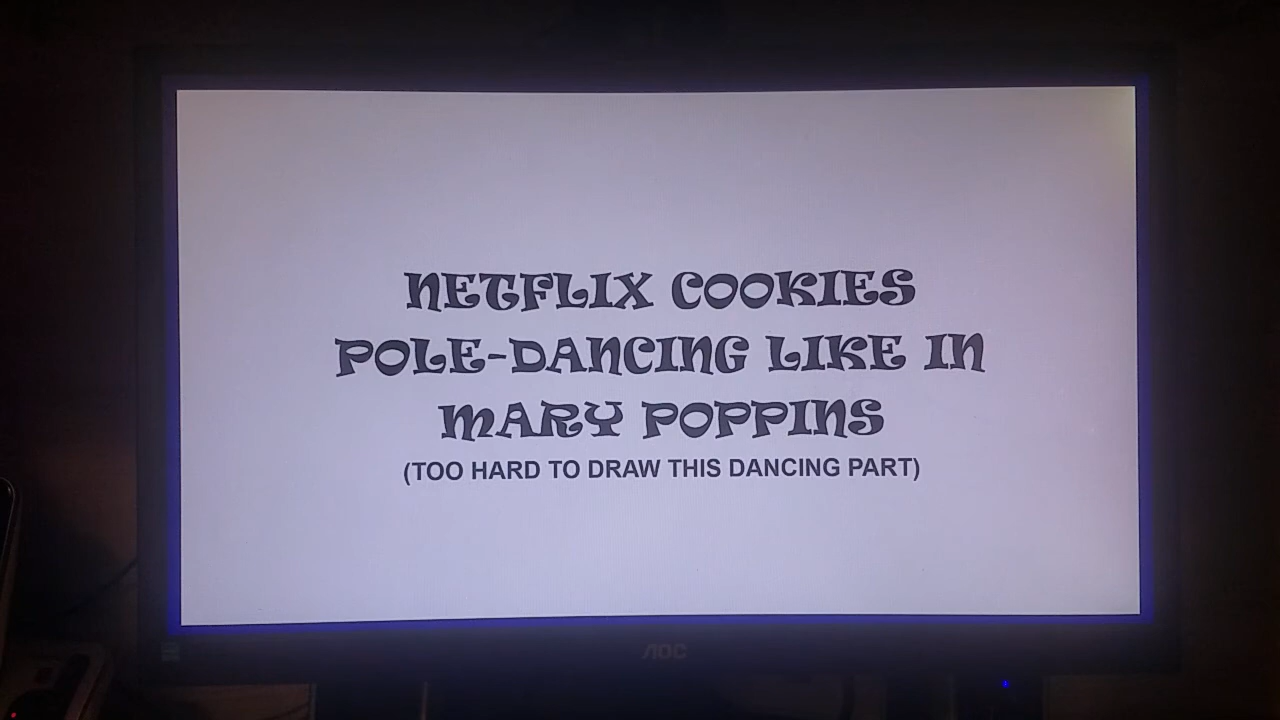 NETFLIX COOKIES
POLE-DANCING LIKE IN
MARY POPPINS
(TOO HARD TO DRAW THIS DANCING PART)
AOC